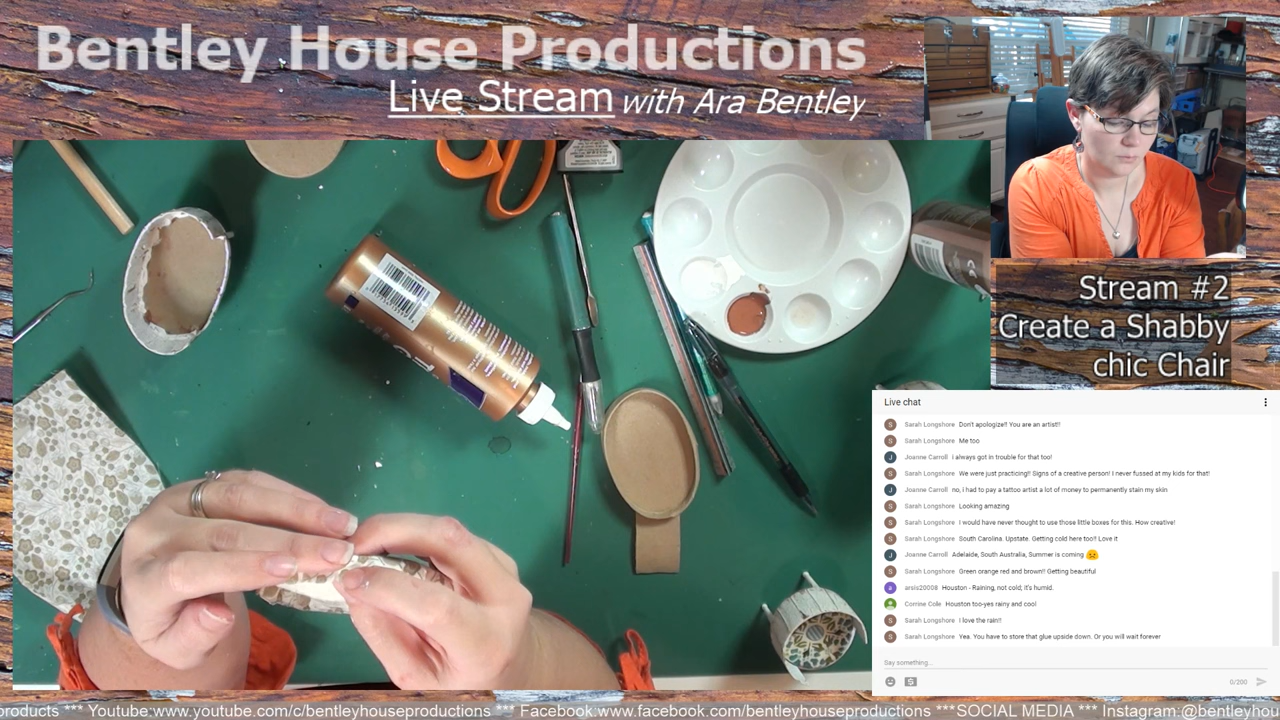 Bentley House Productions
Live Stream with Ara Bentley
Stream #2
Create a Shabby
chic Chair
Live chat
S Sarah Longshore Don't apologize!! You are an artist!!
S Sarah Longshore Me too
J Joanne Carroll i always got in trouble for that too!
S Sarah Longshore We were just practicing!! Signs of a creative person! I never fussed at my kids for that!
J Joanne Carroll no, i had to pay a tattoo artist a lot of money to permanently stain my skin
S Sarah Longshore Looking amazing
S Sarah Longshore I would have never thought to use those little boxes for this. How creative!
S Sarah Longshore South Carolina. Upstate. Getting cold here too!! Love it
J Joanne Carroll Adelaide, South Australia, Summer is coming 😣
S Sarah Longshore Green orange red and brown!! Getting beautiful
a arsis20008 Houston - Raining, not cold, it's humid.
Corrine Cole Houston too-yes rainy and cool
S Sarah Longshore I love the rain!!
S Sarah Longshore Yea. You have to store that glue upside down. Or you will wait forever
Say something...
0/200
products *** Youtube:www.youtube.com/c/bentleyhouseproductions *** Facebook:www.facebook.com/bentleyhouseproductions ***SOCIAL MEDIA *** Instagram:@bentleyhou